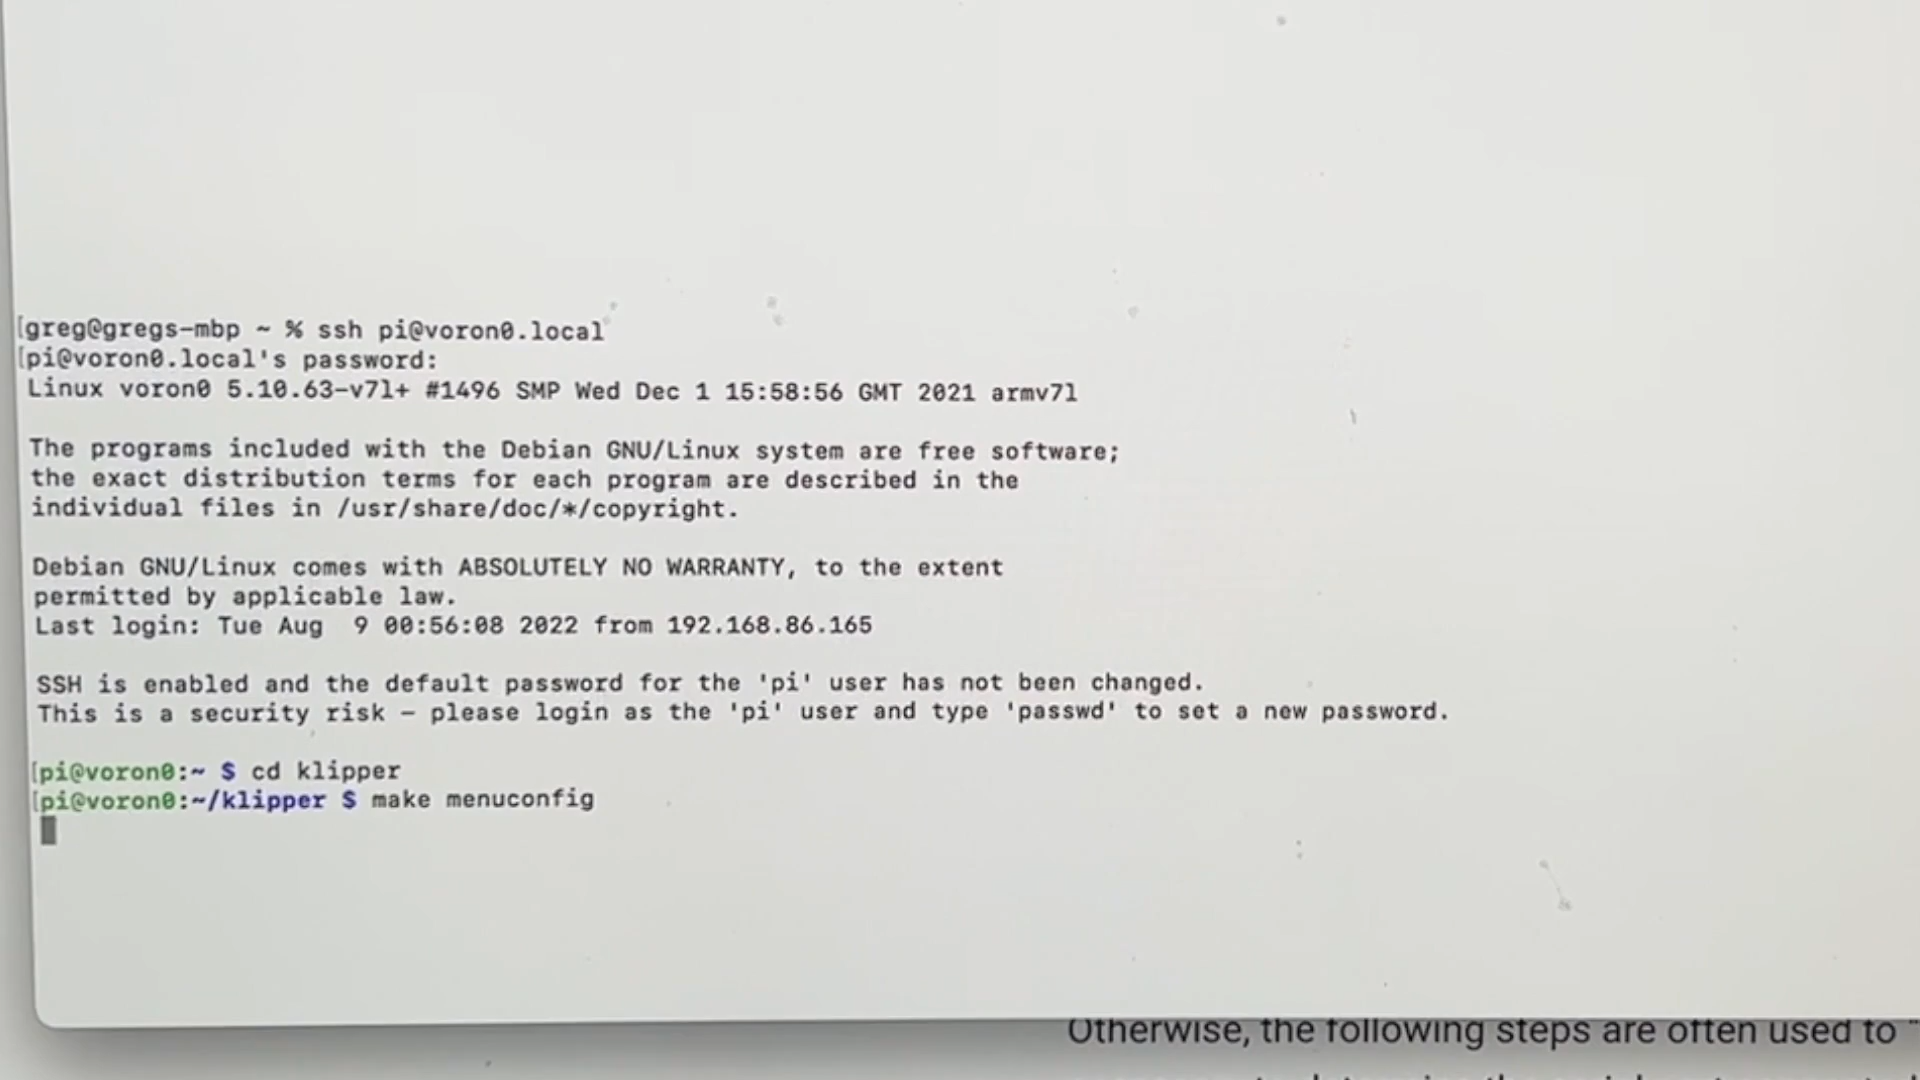 [greg@gregs-mbp ~ % ssh pi@voron0.local
[pi@voron0.local's password:
Linux voron0 5.10.63-v7l+ #1496 SMP Wed Dec 1 15:58:56 GMT 2021 armv7l
The programs included with the Debian GNU/Linux system are free software;
the exact distribution terms for each program are described in the
individual files in /usr/share/doc/*/copyright.
Debian GNU/Linux comes with ABSOLUTELY NO WARRANTY, to the extent
permitted by applicable law.
Last login: Tue Aug  9 00:56:08 2022 from 192.168.86.165
SSH is enabled and the default password for the 'pi' user has not been changed.
This is a security risk – please login as the 'pi' user and type 'passwd' to set a new password.
[pi@voron0:~ $ cd klipper
[pi@voron0:~/klipper $ make menuconfig
Otherwise, the following steps are often used to "